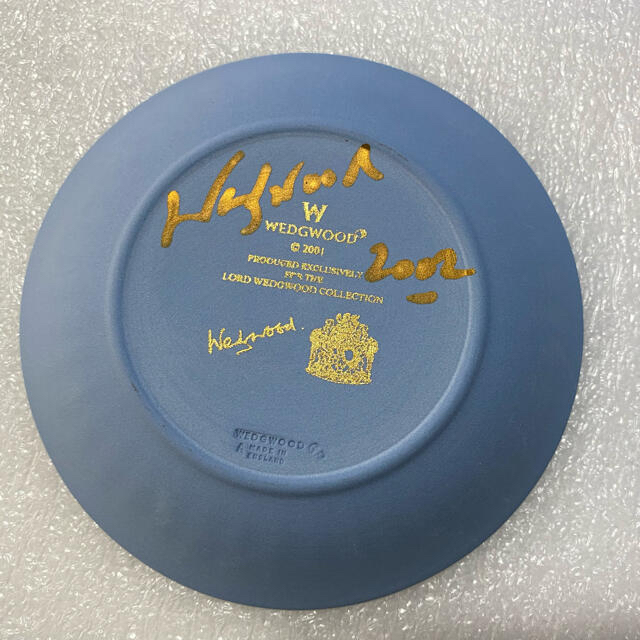 Wedgwood
W
WEDGWOOD®
© 2001
2002
PRODUCED EXCLUSIVELY
FOR THE
LORD WEDGWOOD COLLECTION
Wedgwood.
WEDGWOOD
MADE IN
ENGLAND